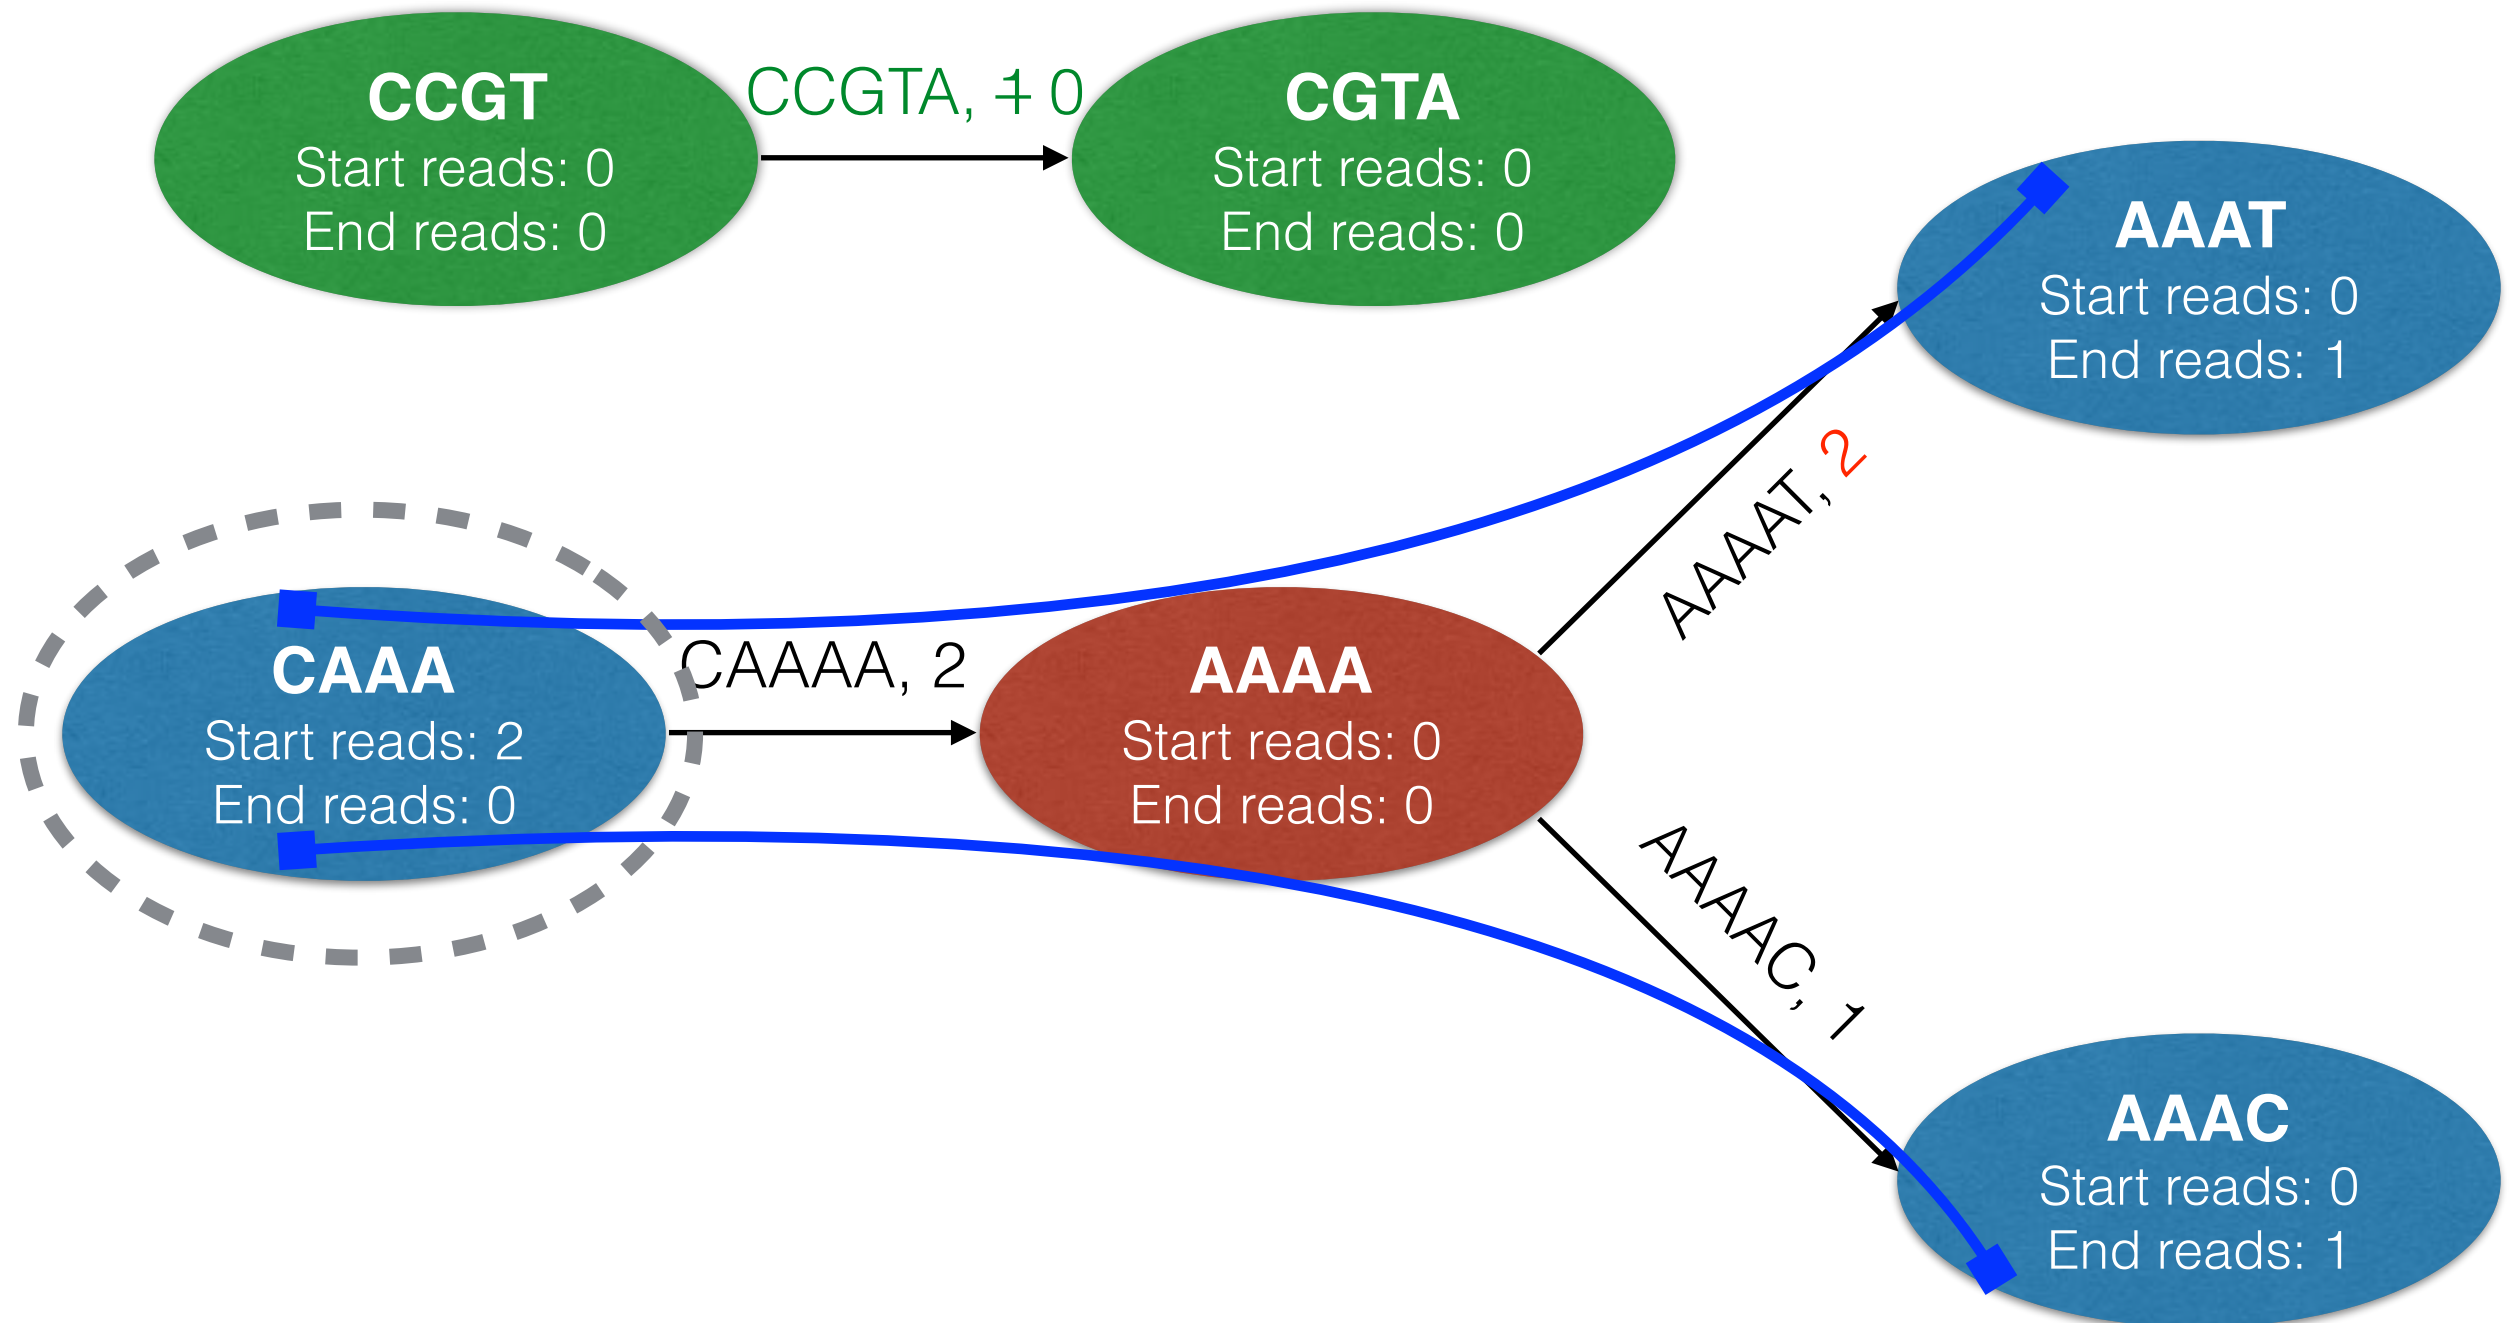 CCGT
Start reads: 0
End reads: 0
CCGTA, 1 0
CGTA
Start reads: 0
End reads: 0
AAAT
Start reads: 0
End reads: 1
AAAAT, 2
CAAA
Start reads: 2
End reads: 0
CAAAA, 2
AAAA
Start reads: 0
End reads: 0
AAAAC, 1
AAAC
Start reads: 0
End reads: 1